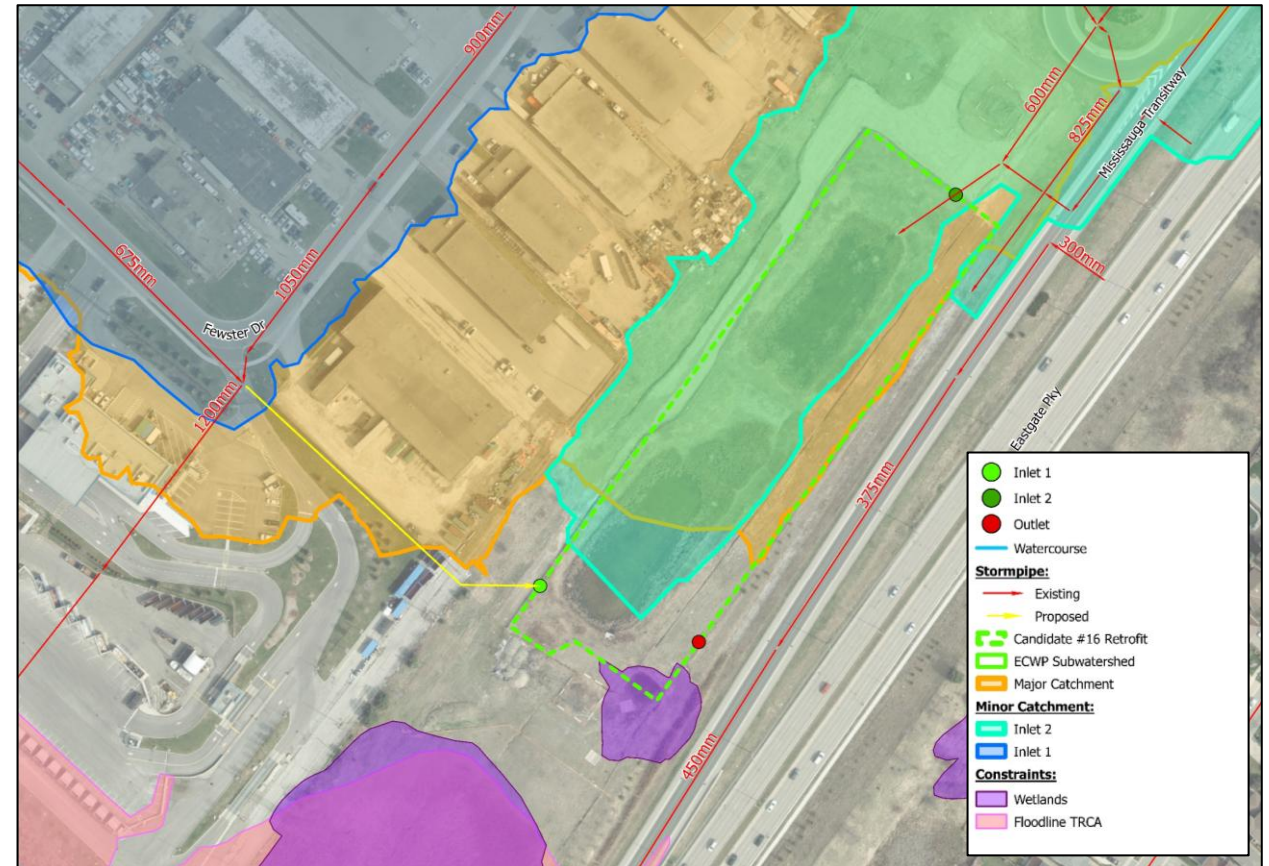 900mm
600mm
825mm
Mississauga Transitway
675mm
1050mm
300mm
Fewster Dr
1200mm
Eastgate Pky
375mm
450mm
Inlet 1
Inlet 2
Outlet
Watercourse
Stormpipe:
Existing
Proposed
Candidate #16 Retrofit
ECWP Subwatershed
Major Catchment
Minor Catchment:
Inlet 2
Inlet 1
Constraints:
Wetlands
Floodline TRCA